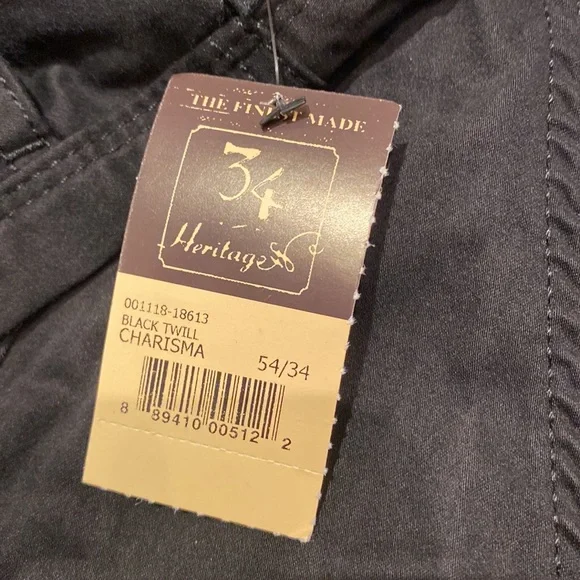 THE FINEST MADE
34
Heritage
001118-18613
BLACK TWILL
CHARISMA 54/34
8 89410 00512 2